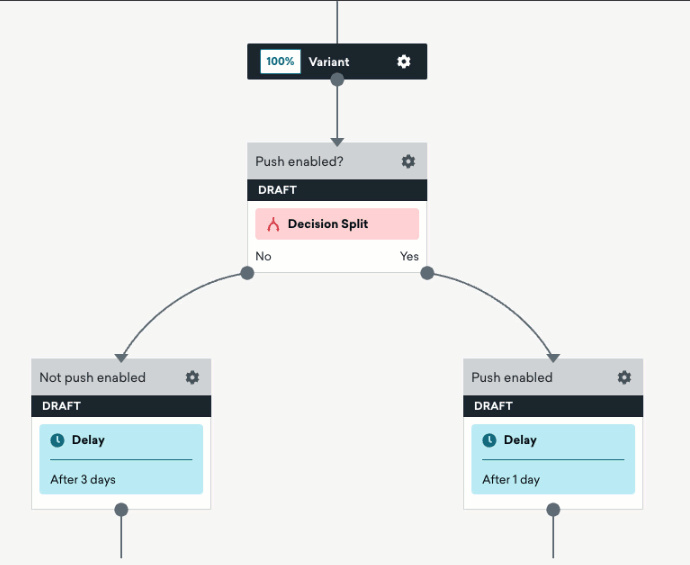 100% Variant
Push enabled?
DRAFT
Decision Split
No Yes
Not push enabled
DRAFT
Delay
After 3 days
Push enabled
DRAFT
Delay
After 1 day